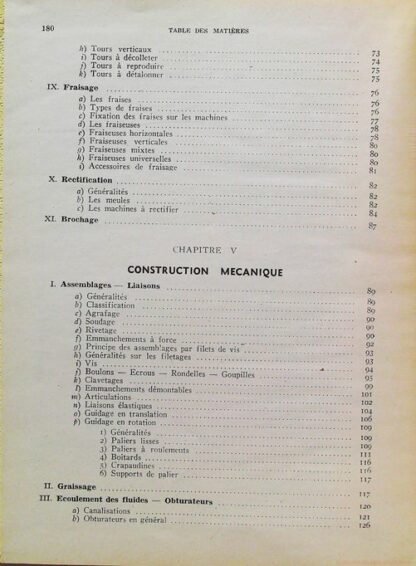 180 TABLE DES MATIÈRES
h) Tours verticaux 73
i) Tours à décolleter 74
j) Tours à reproduire 75
k) Tours à détalonner 75
IX. Fraisage 76
a) Les fraises 76
b) Types de fraises 76
c) Fixation des fraises sur les machines 77
d) Les fraiseuses 78
e) Fraiseuses horizontales 78
f) Fraiseuses verticales 80
g) Fraiseuses mixtes 80
h) Fraiseuses universelles 80
i) Accessoires de fraisage 81
X. Rectification 82
a) Généralités 82
b) Les meules 82
c) Les machines à rectifier 84
XI. Brochage 87
CHAPITRE V
CONSTRUCTION MECANIQUE
I. Assemblages — Liaisons 89
a) Généralités 89
b) Classification 89
c) Agrafage 90
d) Soudage 90
e) Rivetage 90
f) Emmanchements à force 92
g) Principe des assemblages par filets de vis 93
h) Généralités sur les filetages 93
i) Vis 94
j) Boulons — Ecrous — Rondelles — Goupilles 95
k) Clavetages 99
l) Emmanchements démontables 101
m) Articulations 102
n) Liaisons élastiques 104
o) Guidage en translation 106
p) Guidage en rotation 109
1) Généralités 109
2) Paliers lisses 109
3) Paliers à roulements 111
4) Boitards 116
5) Crapaudines 116
6) Supports de palier 117
II. Graissage 117
III. Ecoulement des fluides — Obturateurs 120
a) Canalisations 121
b) Obturateurs en général 126